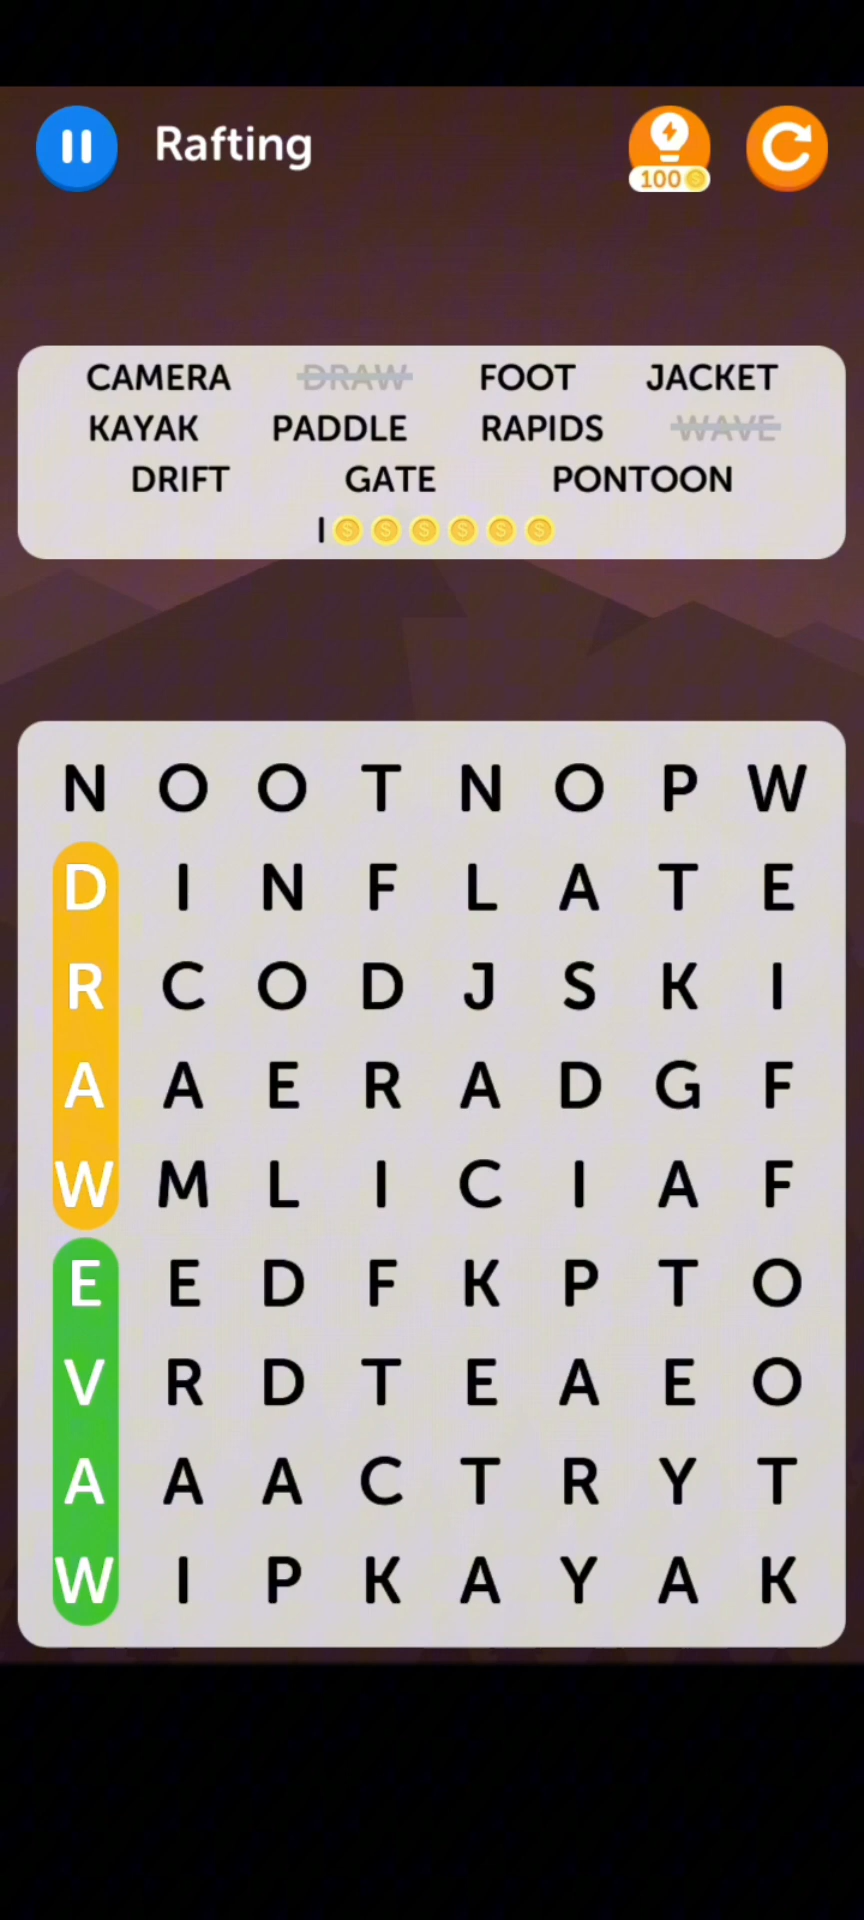 Rafting
100
CAMERA DRAW FOOT JACKET
KAYAK PADDLE RAPIDS WAVE
DRIFT GATE PONTOON
I
N O O T N O P W
D I N F L A T E
R C O D J S K I
A A E R A D G F
W M L I C I A F
E E D F K P T O
V R D T E A E O
A A A C T R Y T
W I P K A Y A K